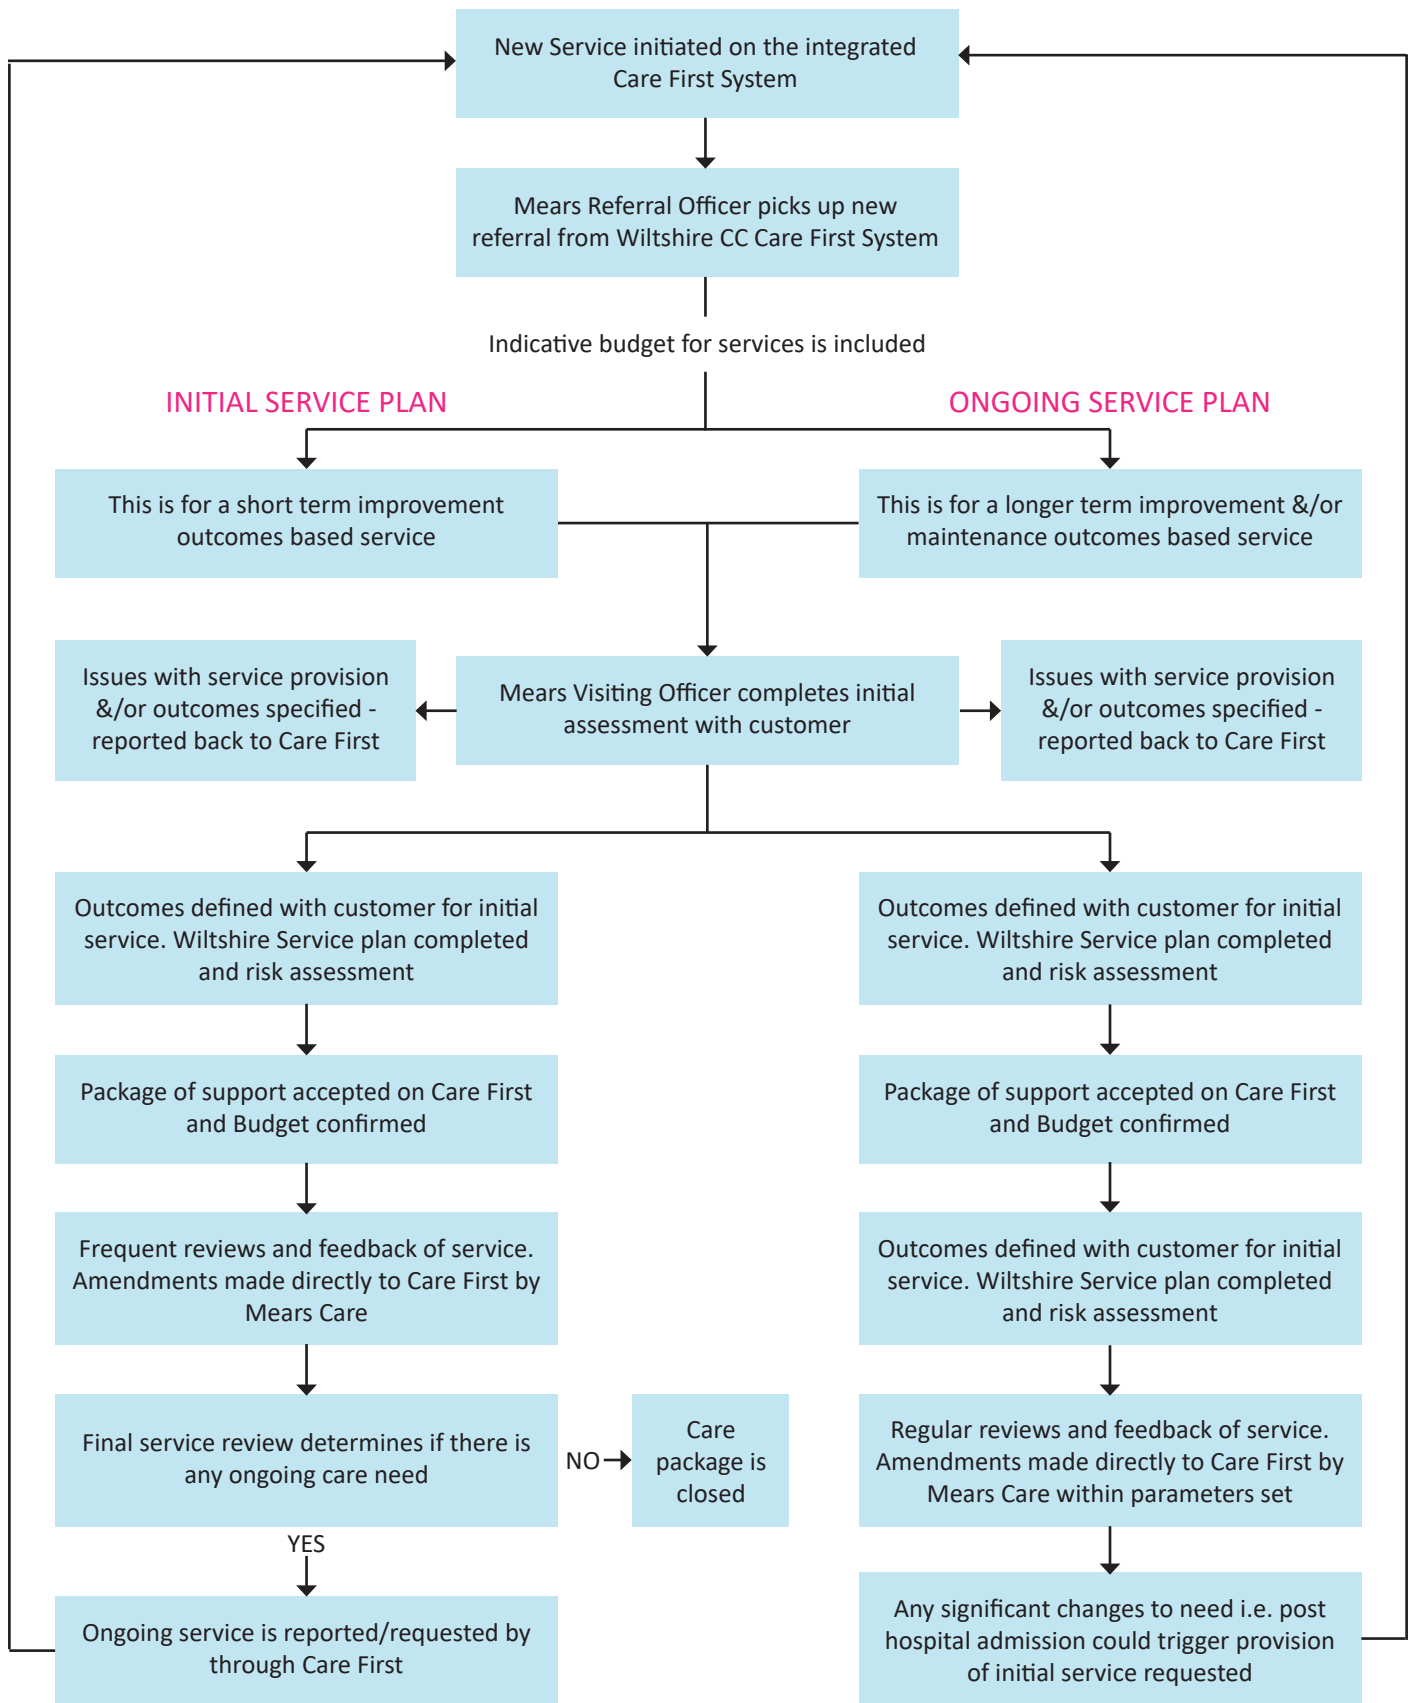 New Service initiated on the integrated
Care First System
Mears Referral Officer picks up new
referral from Wiltshire CC Care First System
Indicative budget for services is included
INITIAL SERVICE PLAN
ONGOING SERVICE PLAN
This is for a short term improvement
outcomes based service
This is for a longer term improvement &/or
maintenance outcomes based service
Issues with service provision
&/or outcomes specified -
reported back to Care First
Mears Visiting Officer completes initial
assessment with customer
Issues with service provision
&/or outcomes specified -
reported back to Care First
Outcomes defined with customer for initial
service. Wiltshire Service plan completed
and risk assessment
Outcomes defined with customer for initial
service. Wiltshire Service plan completed
and risk assessment
Package of support accepted on Care First
and Budget confirmed
Package of support accepted on Care First
and Budget confirmed
Frequent reviews and feedback of service.
Amendments made directly to Care First by
Mears Care
Outcomes defined with customer for initial
service. Wiltshire Service plan completed
and risk assessment
Final service review determines if there is
any ongoing care need
NO
Care
package is
closed
Regular reviews and feedback of service.
Amendments made directly to Care First by
Mears Care within parameters set
YES
Ongoing service is reported/requested by
through Care First
Any significant changes to need i.e. post
hospital admission could trigger provision
of initial service requested